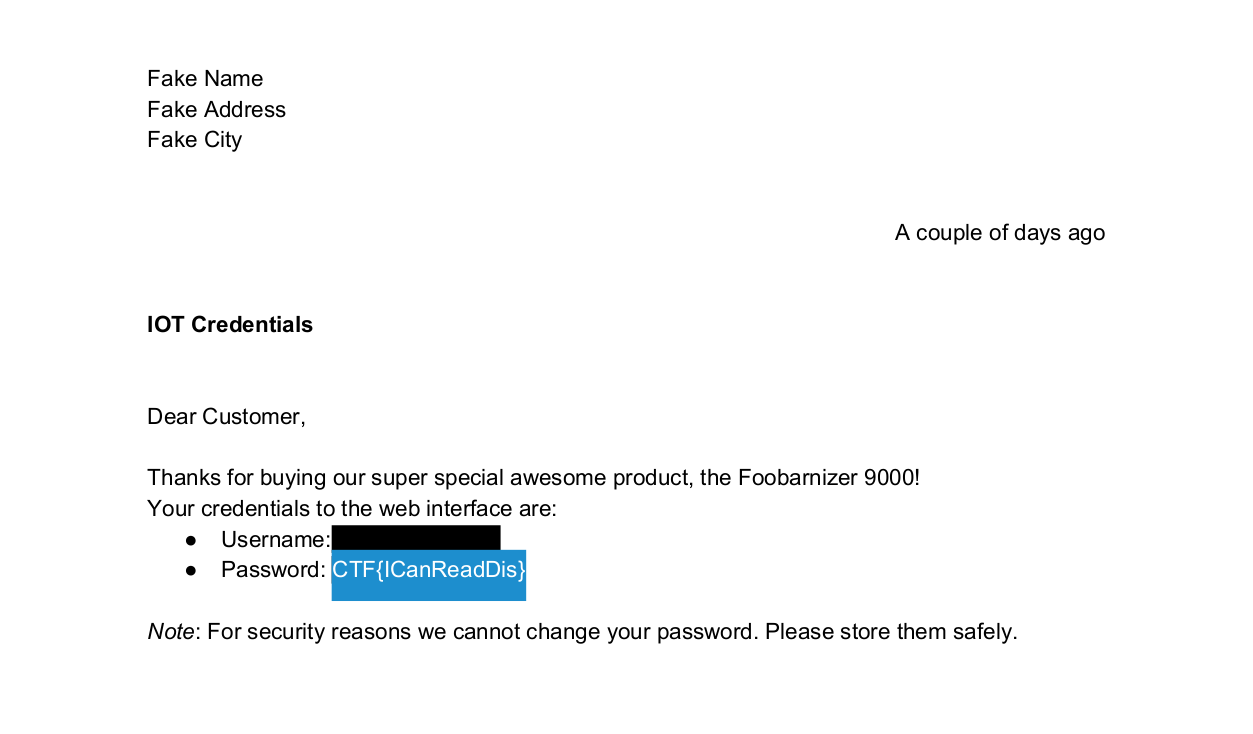 Fake Name
Fake Address
Fake City
A couple of days ago
IOT Credentials
Dear Customer,
Thanks for buying our super special awesome product, the Foobarnizer 9000!
Your credentials to the web interface are:
● Username:
● Password: CTF{ICanReadDis}
Note: For security reasons we cannot change your password. Please store them safely.